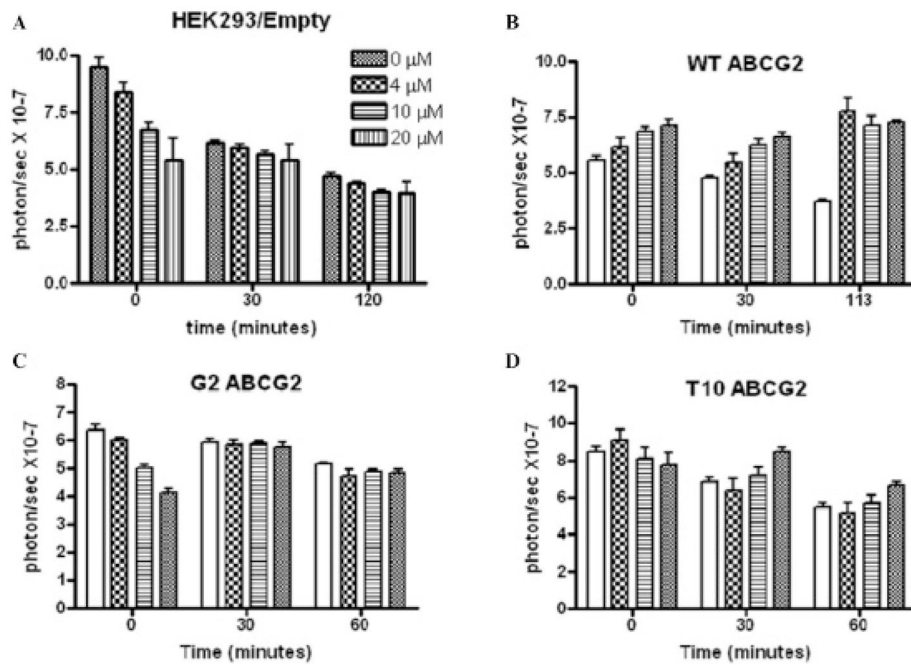 A
HEK293/Empty
10.0
7.5
5.0
2.5
0.0
photon/sec X 10-7
0 µM
4 µM
10 µM
20 µM
0 30 120
time (minutes)
B
WT ABCG2
10.0
7.5
5.0
2.5
0.0
photon/sec X10-7
0 30 113
Time (minutes)
C
G2 ABCG2
8
7
6
5
4
3
2
1
0
photon/sec X10-7
0 30 60
Time (minutes)
D
T10 ABCG2
12
10
8
6
4
2
0
photon/sec X10-7
0 30 60
Time (minutes)